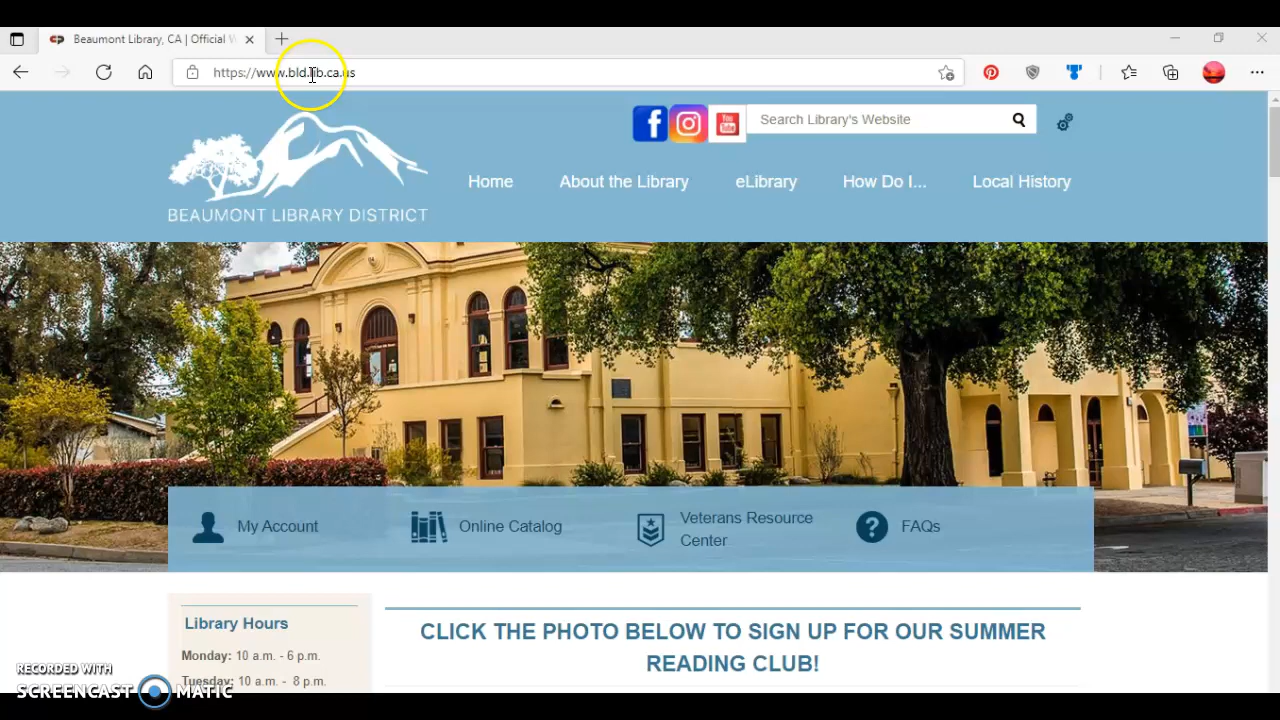 Beaumont Library, CA | Official W
https://www.bld.lib.ca.us
Search Library's Website
Home About the Library eLibrary How Do I... Local History
BEAUMONT LIBRARY DISTRICT
My Account Online Catalog Veterans Resource Center FAQs
Library Hours
Monday: 10 a.m. - 6 p.m.
Tuesday: 10 a.m. - 8 p.m.
CLICK THE PHOTO BELOW TO SIGN UP FOR OUR SUMMER
READING CLUB!
RECORDED WITH
SCREENCAST MATIC